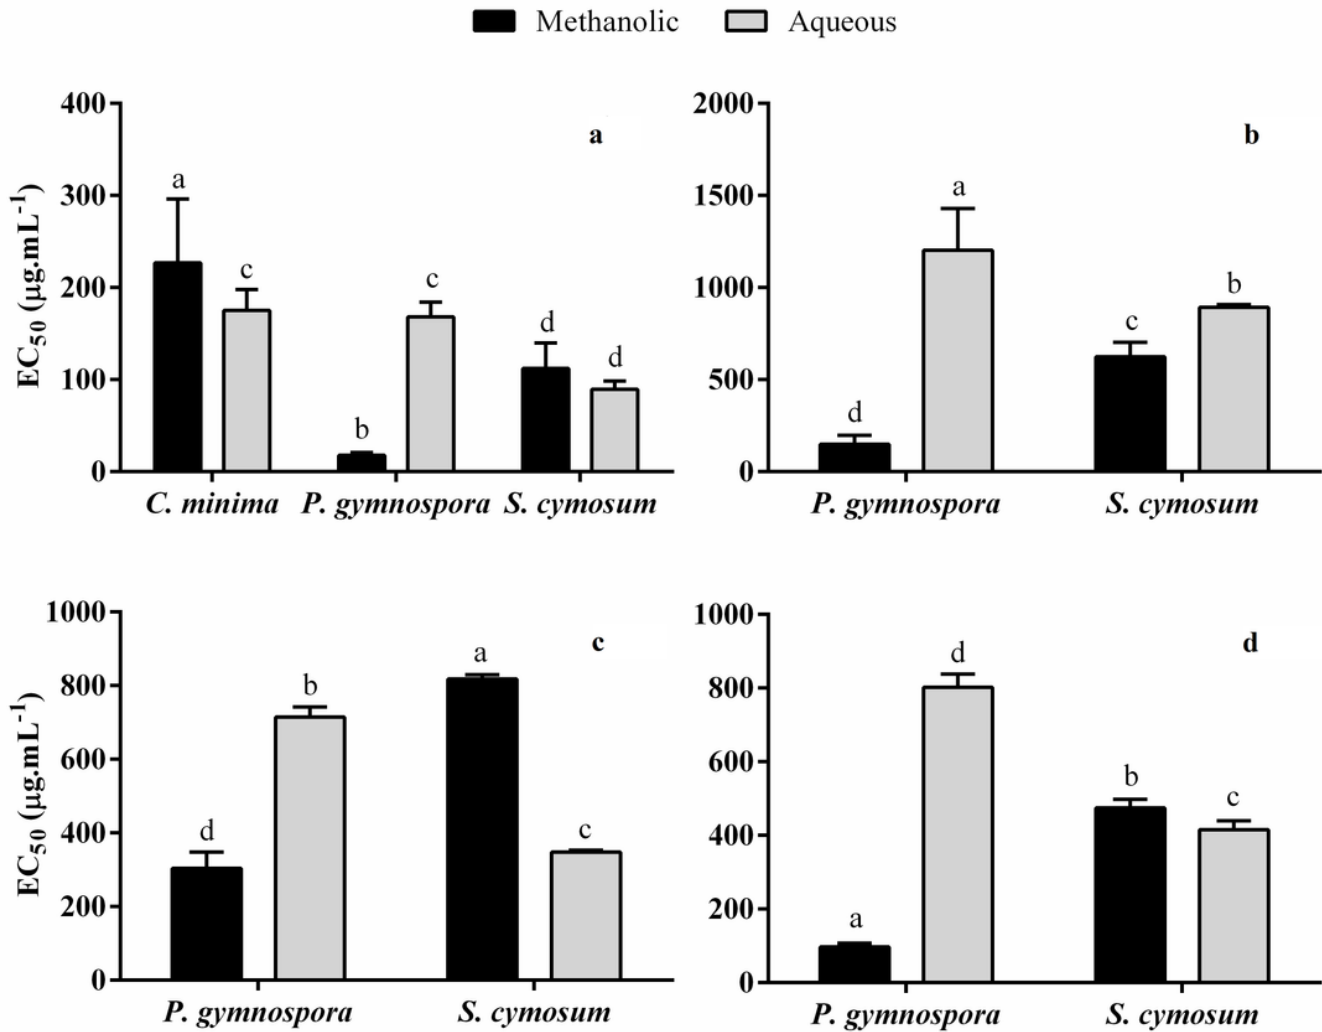 Methanolic Aqueous
400
300
200
100
0
EC50 (µg.mL-1)
a
a
c
b
c
d
d
C. minima P. gymnospora S. cymosum
2000
1500
1000
500
0
b
d
a
c
b
P. gymnospora S. cymosum
1000
800
600
400
200
0
EC50 (µg.mL-1)
c
d
b
a
c
P. gymnospora S. cymosum
1000
800
600
400
200
0
d
a
d
b
c
P. gymnospora S. cymosum